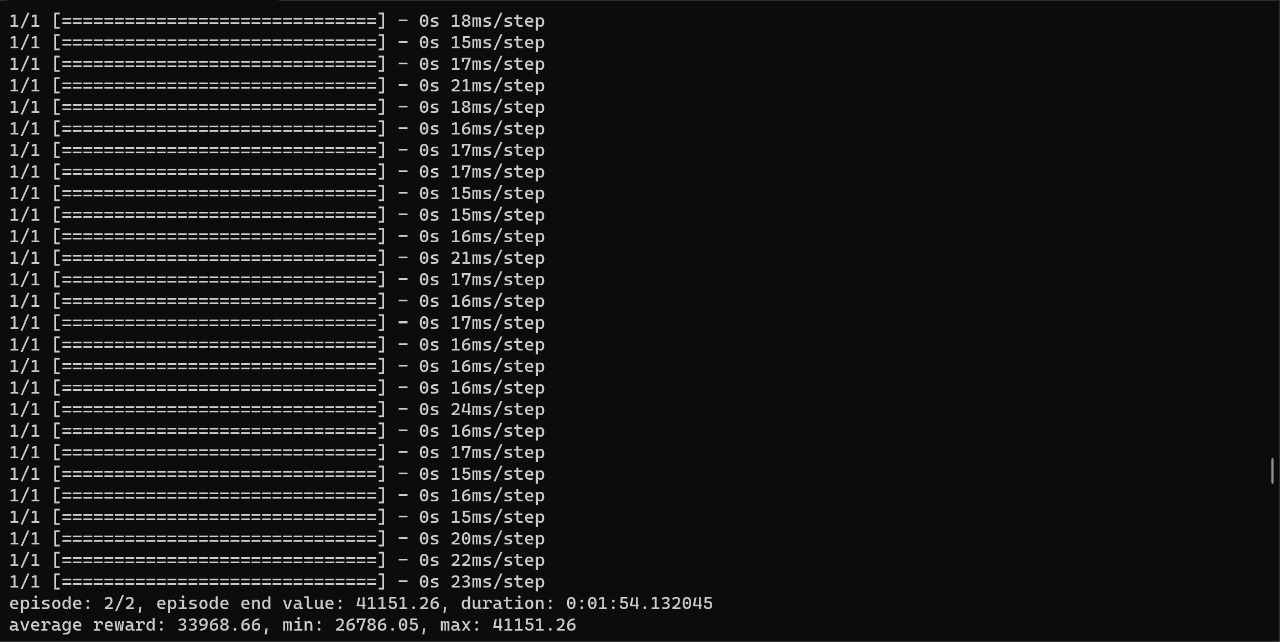 1/1 [==============================] - 0s 18ms/step
1/1 [==============================] - 0s 15ms/step
1/1 [==============================] - 0s 17ms/step
1/1 [==============================] - 0s 21ms/step
1/1 [==============================] - 0s 18ms/step
1/1 [==============================] - 0s 16ms/step
1/1 [==============================] - 0s 17ms/step
1/1 [==============================] - 0s 17ms/step
1/1 [==============================] - 0s 15ms/step
1/1 [==============================] - 0s 15ms/step
1/1 [==============================] - 0s 16ms/step
1/1 [==============================] - 0s 21ms/step
1/1 [==============================] - 0s 17ms/step
1/1 [==============================] - 0s 16ms/step
1/1 [==============================] - 0s 17ms/step
1/1 [==============================] - 0s 16ms/step
1/1 [==============================] - 0s 16ms/step
1/1 [==============================] - 0s 16ms/step
1/1 [==============================] - 0s 24ms/step
1/1 [==============================] - 0s 16ms/step
1/1 [==============================] - 0s 17ms/step
1/1 [==============================] - 0s 15ms/step
1/1 [==============================] - 0s 16ms/step
1/1 [==============================] - 0s 15ms/step
1/1 [==============================] - 0s 20ms/step
1/1 [==============================] - 0s 22ms/step
1/1 [==============================] - 0s 23ms/step
episode: 2/2, episode end value: 41151.26, duration: 0:01:54.132045
average reward: 33968.66, min: 26786.05, max: 41151.26